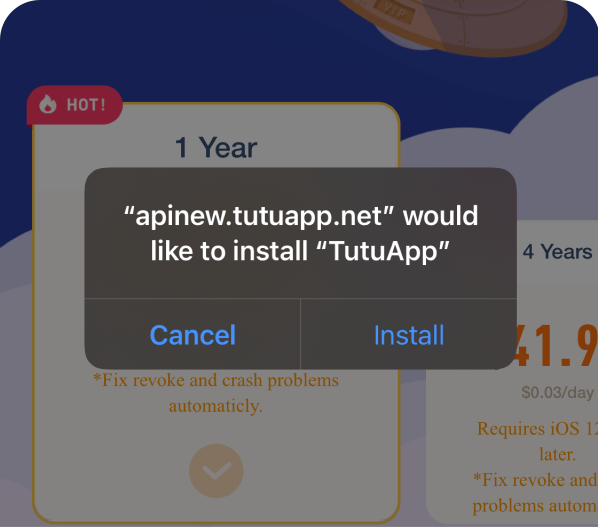 VIP
HOT!
1 Year
“apinew.tutuapp.net” would
like to install “TutuApp”
Cancel
Install
4 Years
41.9
$0.03/day
*Fix revoke and crash problems
automaticly.
Requires iOS 12
later.
*Fix revoke and
problems autom